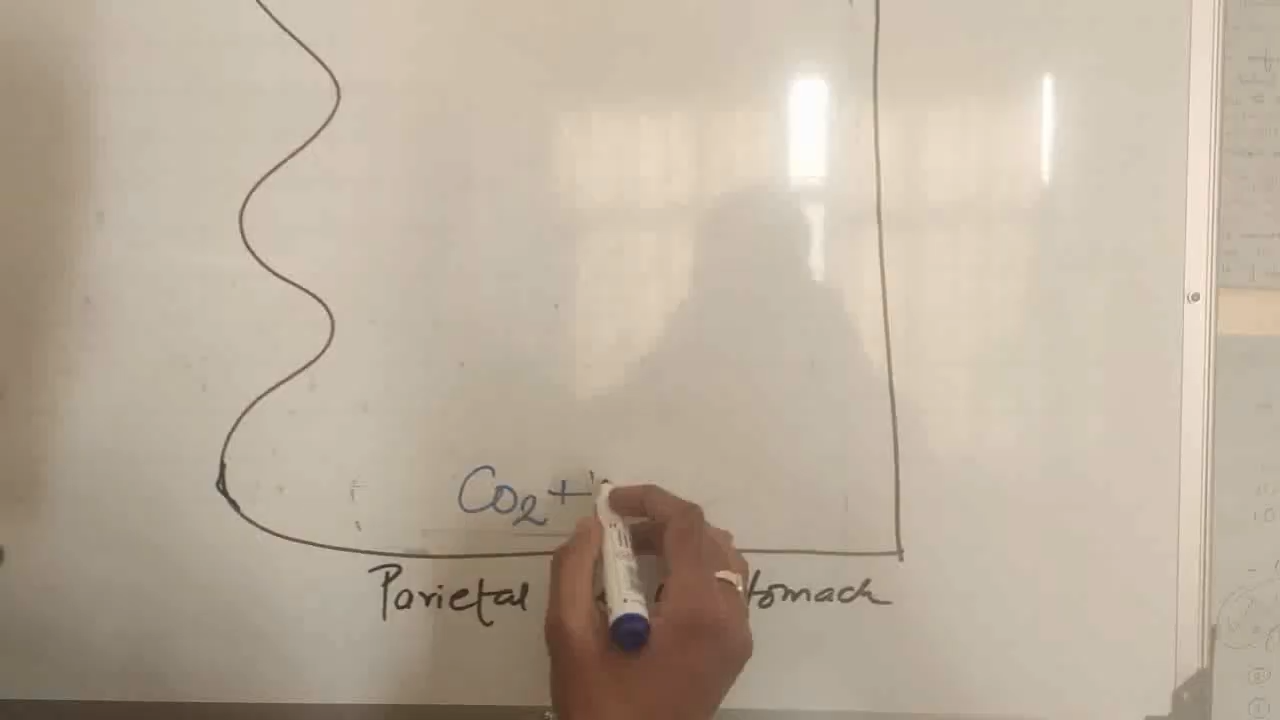 Co₂ +
Parietal tomach